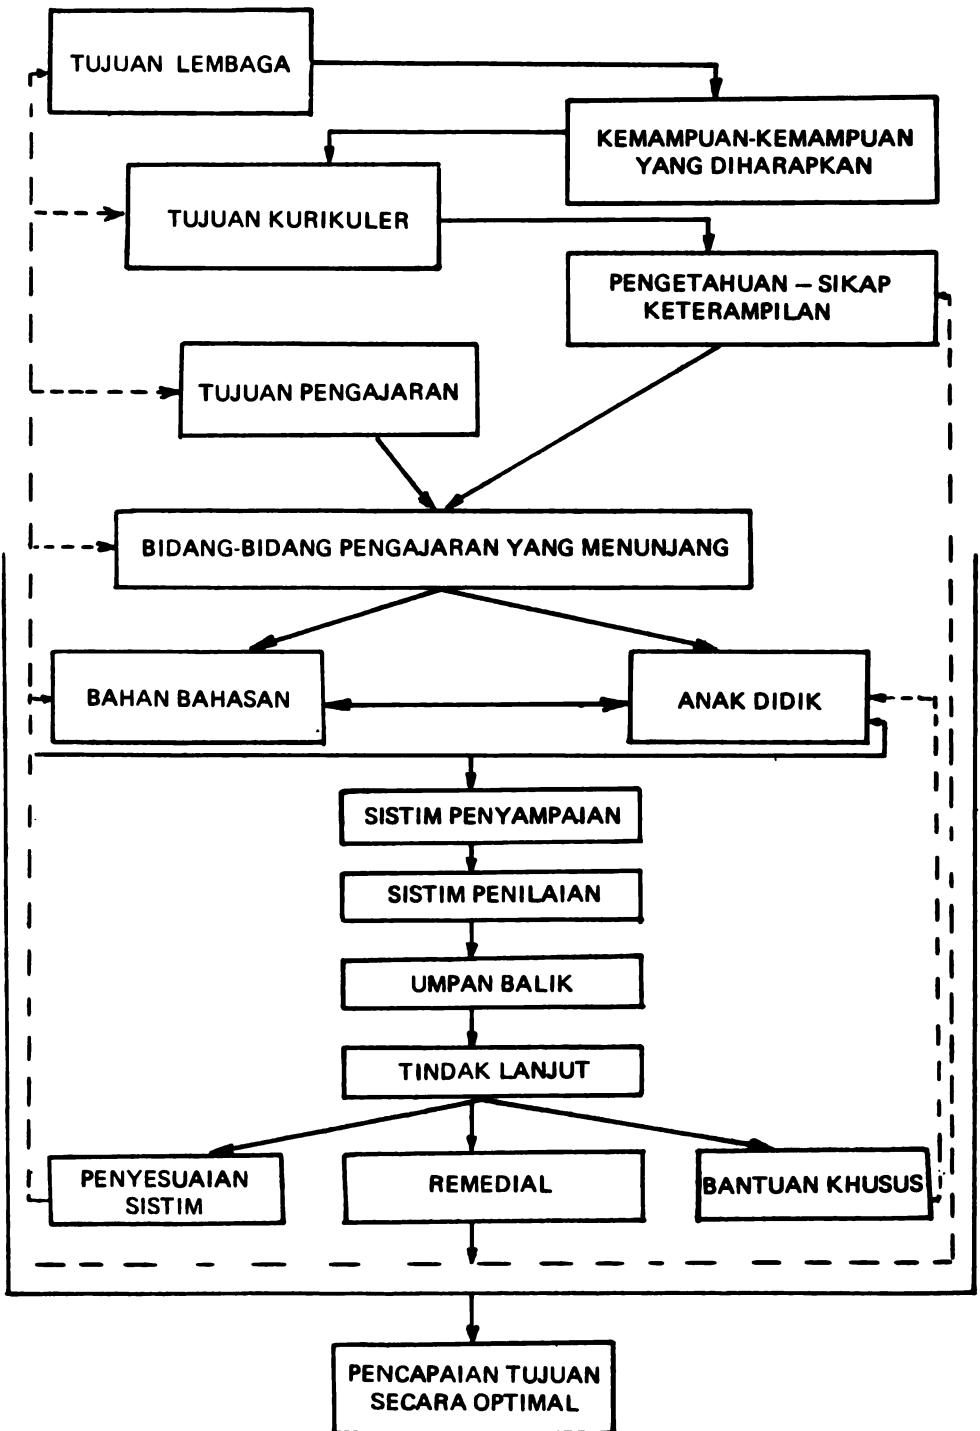 TUJUAN LEMBAGA
KEMAMPUAN-KEMAMPUAN
YANG DIHARAPKAN
TUJUAN KURIKULER
PENGETAHUAN – SIKAP
KETERAMPILAN
TUJUAN PENGAJARAN
BIDANG-BIDANG PENGAJARAN YANG MENUNJANG
BAHAN BAHASAN
ANAK DIDIK
SISTIM PENYAMPAIAN
SISTIM PENILAIAN
UMPAN BALIK
TINDAK LANJUT
PENYESUAIAN
SISTIM
REMEDIAL
BANTUAN KHUSUS
PENCAPAIAN TUJUAN
SECARA OPTIMAL